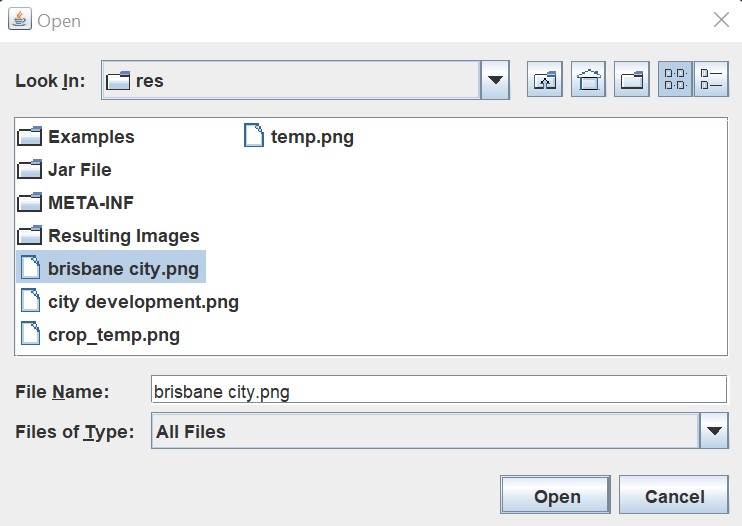 Open
Look In: res
Examples temp.png
Jar File
META-INF
Resulting Images
brisbane city.png
city development.png
crop_temp.png
File Name: brisbane city.png
Files of Type: All Files
Open Cancel